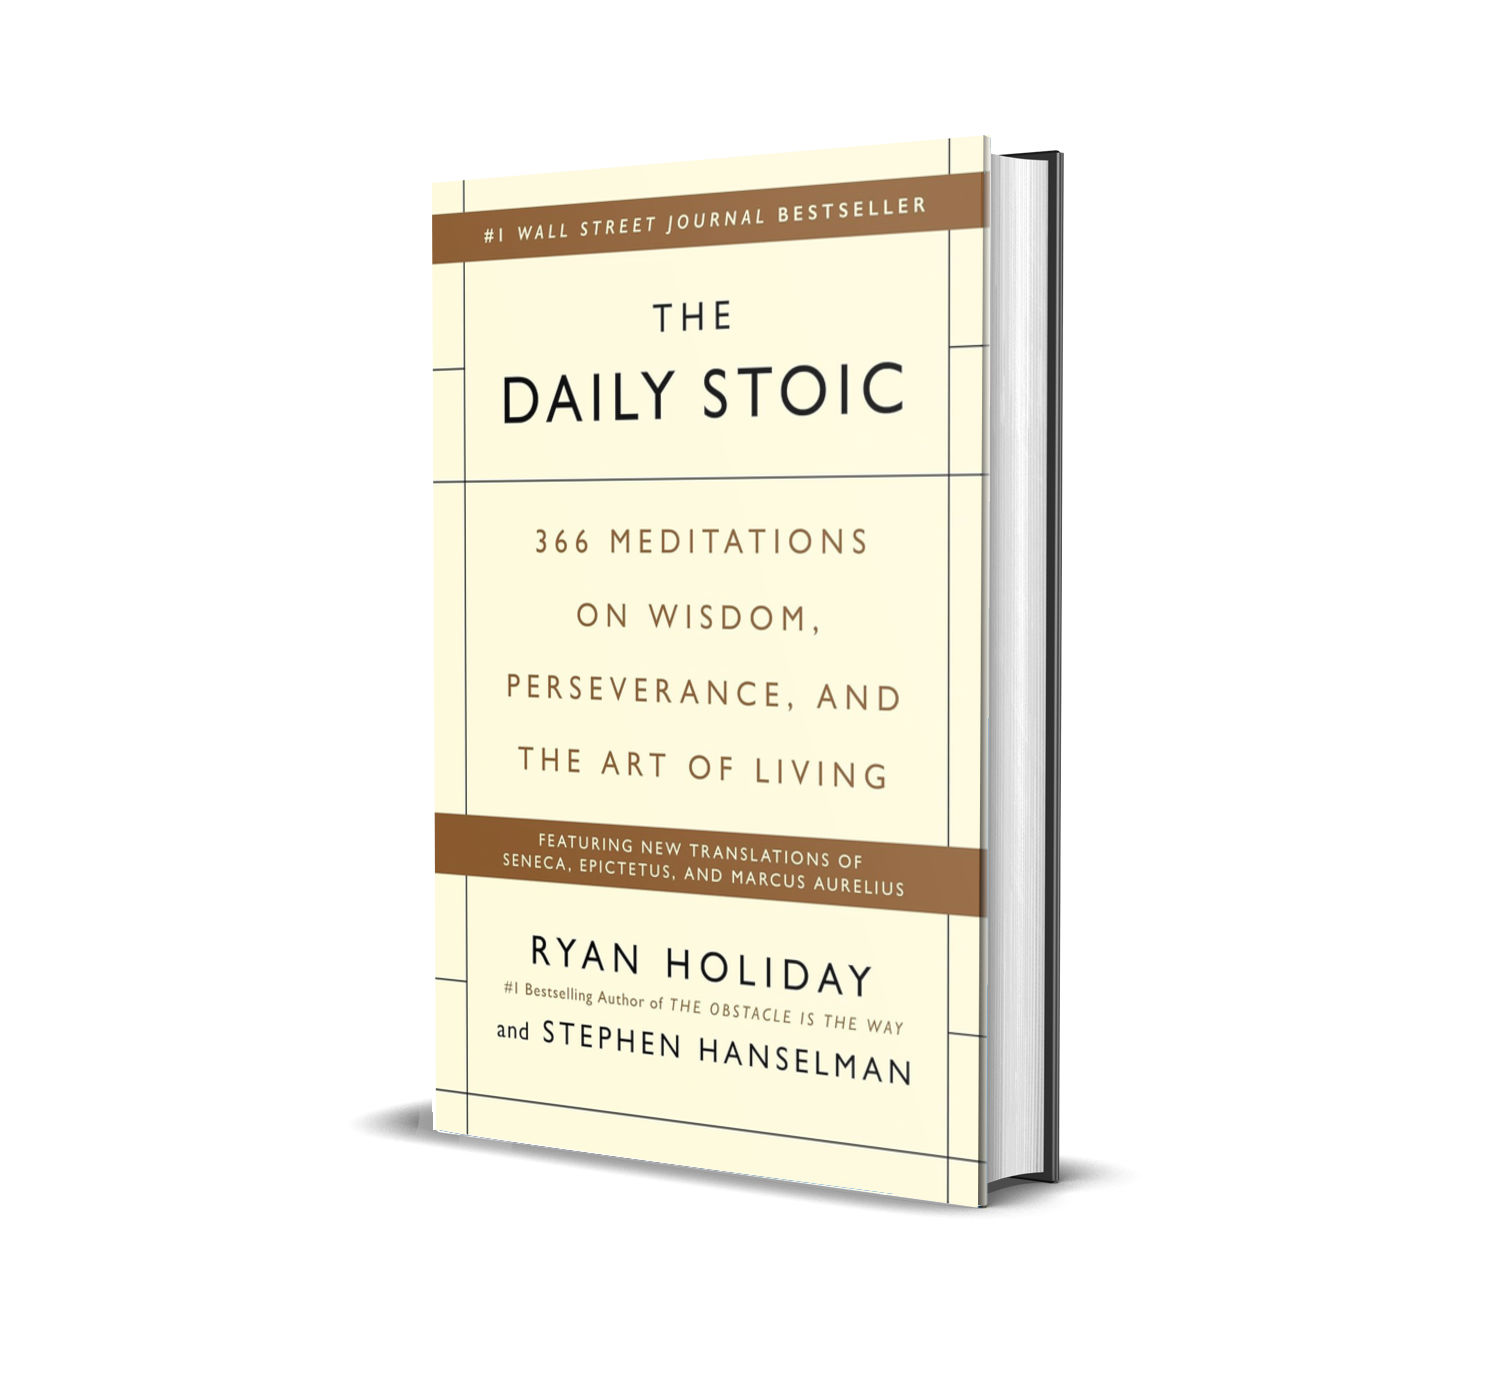 #1 WALL STREET JOURNAL BESTSELLER
THE
DAILY STOIC
366 MEDITATIONS
ON WISDOM,
PERSEVERANCE, AND
THE ART OF LIVING
FEATURING NEW TRANSLATIONS OF
SENECA, EPICTETUS, AND MARCUS AURELIUS
RYAN HOLIDAY
#1 Bestselling Author of THE OBSTACLE IS THE WAY
and STEPHEN HANSELMAN